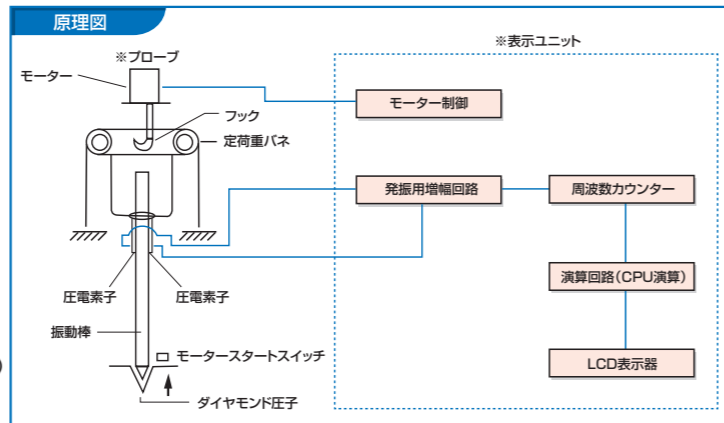 原理図
※プローブ
※表示ユニット
モーター
モーター制御
フック
定荷重バネ
発振用増幅回路
周波数カウンター
圧電素子
圧電素子
演算回路(CPU演算)
振動棒
モータースタートスイッチ
LCD表示器
ダイヤモンド圧子